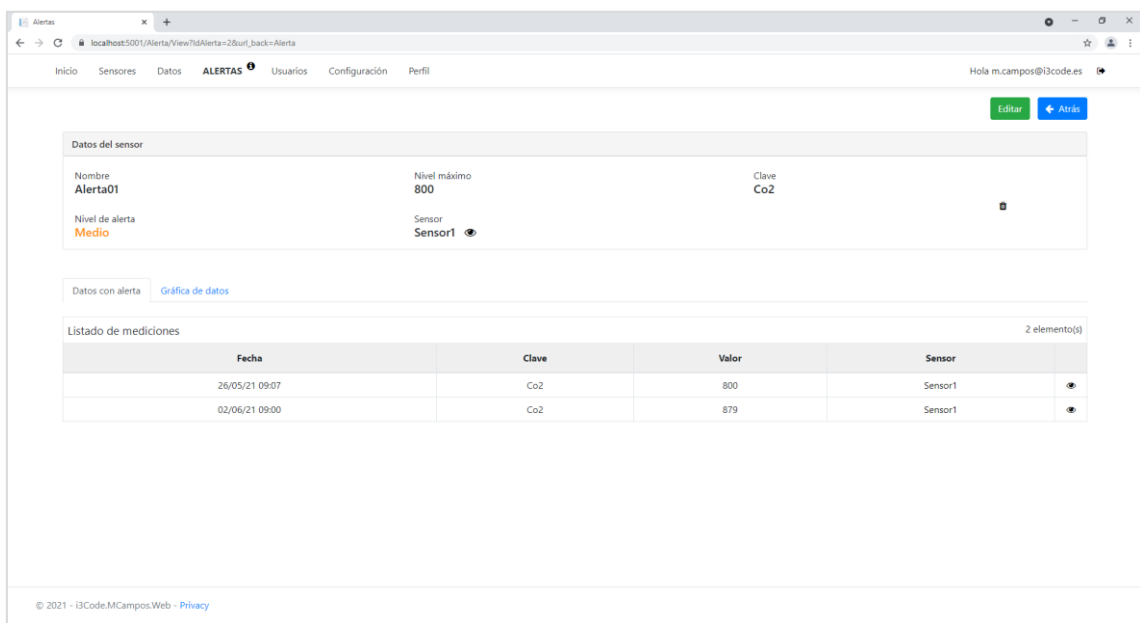 Alertas
localhost:5001/Alerta/View?IdAlerta=2&url_back=Alerta
Inicio Sensores Datos ALERTAS Usuarios Configuración Perfil Hola m.campos@i3code.es
Editar Atrás
Datos del sensor
Nombre Nivel máximo Clave
Alerta01 800 Co2
Nivel de alerta Sensor
Medio Sensor1
Datos con alerta Gráfica de datos
Listado de mediciones 2 elemento(s)
Fecha Clave Valor Sensor
26/05/21 09:07 Co2 800 Sensor1
02/06/21 09:00 Co2 879 Sensor1
© 2021 - i3Code.MCampos.Web - Privacy